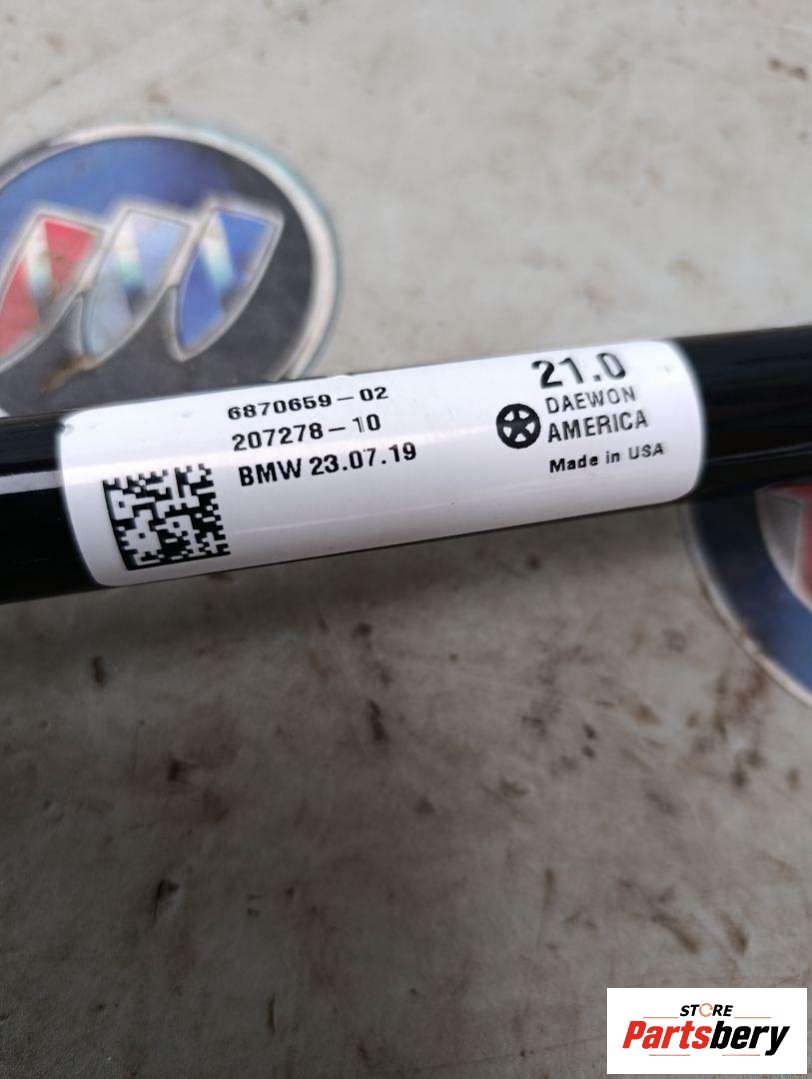 6870659-02
207278-10
BMW 23.07.19
21.0
DAEWON
AMERICA
Made in USA
STORE
Partsbery